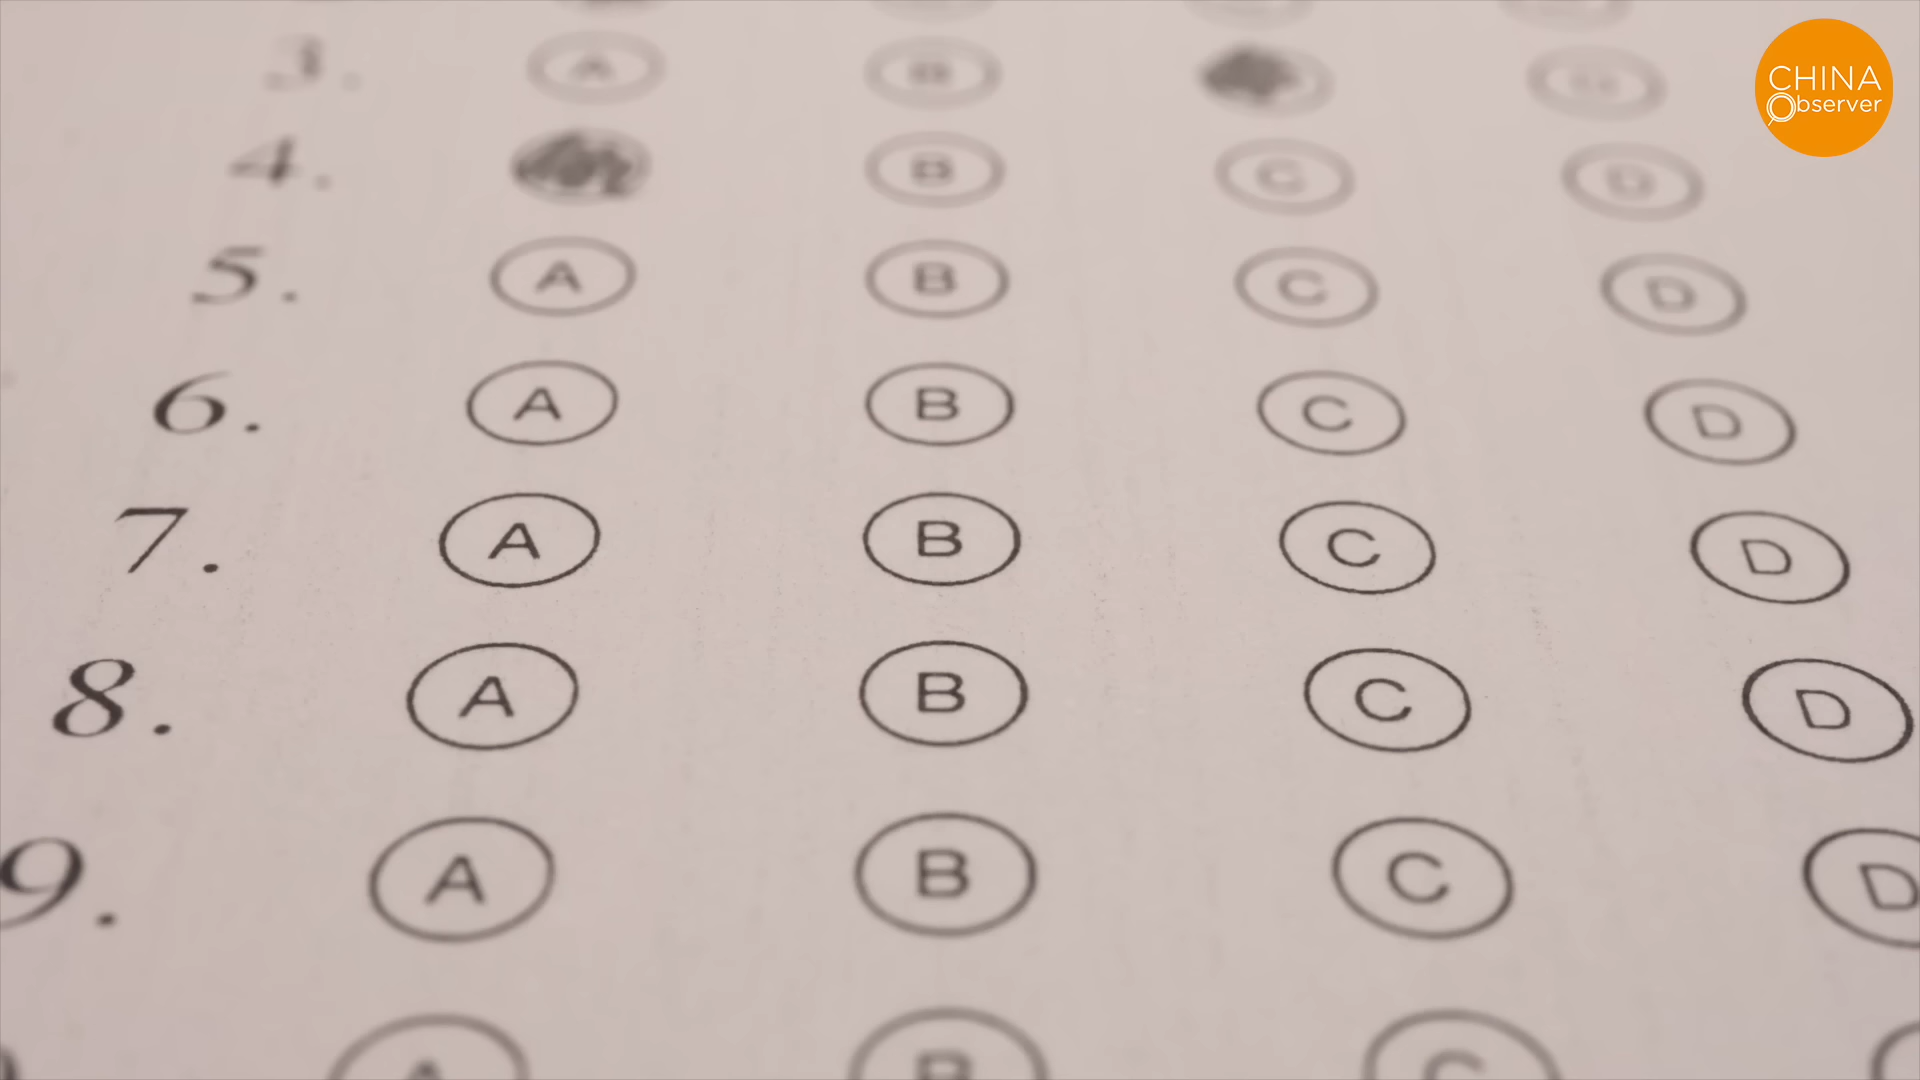 CHINA
Observer
3. A B
4. B C D
5. A B C D
6. A B C D
7. A B C D
8. A B C D
9. A B C D
A B C